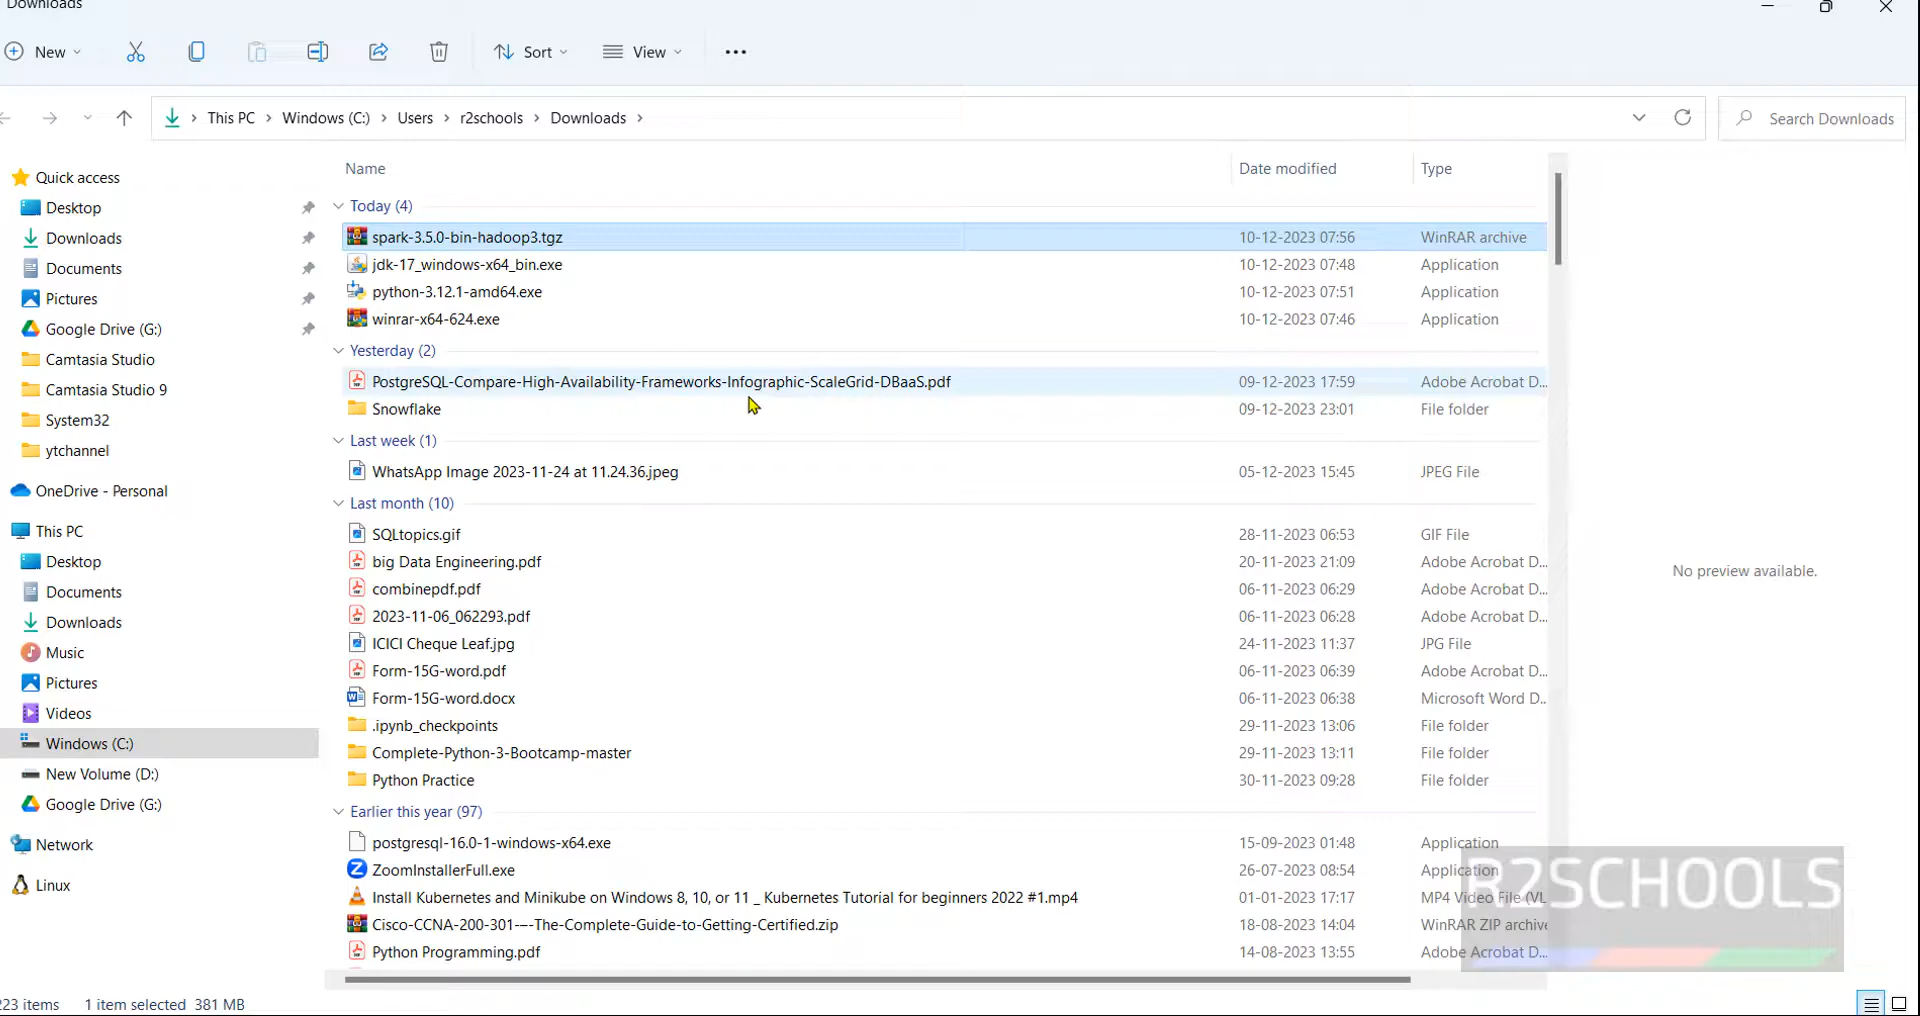 Downloads
New
Sort
View
This PC > Windows (C:) > Users > r2schools > Downloads >
Search Downloads
Quick access
Desktop
Downloads
Documents
Pictures
Google Drive (G:)
Camtasia Studio
Camtasia Studio 9
System32
ytchannel
OneDrive - Personal
This PC
Desktop
Documents
Downloads
Music
Pictures
Videos
Windows (C:)
New Volume (D:)
Google Drive (G:)
Network
Linux
Name Date modified Type
Today (4)
spark-3.5.0-bin-hadoop3.tgz 10-12-2023 07:56 WinRAR archive
jdk-17_windows-x64_bin.exe 10-12-2023 07:48 Application
python-3.12.1-amd64.exe 10-12-2023 07:51 Application
winrar-x64-624.exe 10-12-2023 07:46 Application
Yesterday (2)
PostgreSQL-Compare-High-Availability-Frameworks-Infographic-ScaleGrid-DBaaS.pdf 09-12-2023 17:59 Adobe Acrobat D...
Snowflake 09-12-2023 23:01 File folder
Last week (1)
WhatsApp Image 2023-11-24 at 11.24.36.jpeg 05-12-2023 15:45 JPEG File
Last month (10)
SQLtopics.gif 28-11-2023 06:53 GIF File
big Data Engineering.pdf 20-11-2023 21:09 Adobe Acrobat D...
combinepdf.pdf 06-11-2023 06:29 Adobe Acrobat D...
2023-11-06_062293.pdf 06-11-2023 06:28 Adobe Acrobat D...
ICICI Cheque Leaf.jpg 24-11-2023 11:37 JPG File
Form-15G-word.pdf 06-11-2023 06:39 Adobe Acrobat D...
Form-15G-word.docx 06-11-2023 06:38 Microsoft Word D...
.ipynb_checkpoints 29-11-2023 13:06 File folder
Complete-Python-3-Bootcamp-master 29-11-2023 13:11 File folder
Python Practice 30-11-2023 09:28 File folder
Earlier this year (97)
postgresql-16.0-1-windows-x64.exe 15-09-2023 01:48 Application
ZoomInstallerFull.exe 26-07-2023 08:54 Application
Install Kubernetes and Minikube on Windows 8, 10, or 11 _ Kubernetes Tutorial for beginners 2022 #1.mp4 01-01-2023 17:17 MP4 Video File (VL
Cisco-CCNA-200-301---The-Complete-Guide-to-Getting-Certified.zip 18-08-2023 14:04 WinRAR ZIP archive
Python Programming.pdf 14-08-2023 13:55 Adobe Acrobat D...
No preview available.
R2SCHOOLS
223 items 1 item selected 381 MB